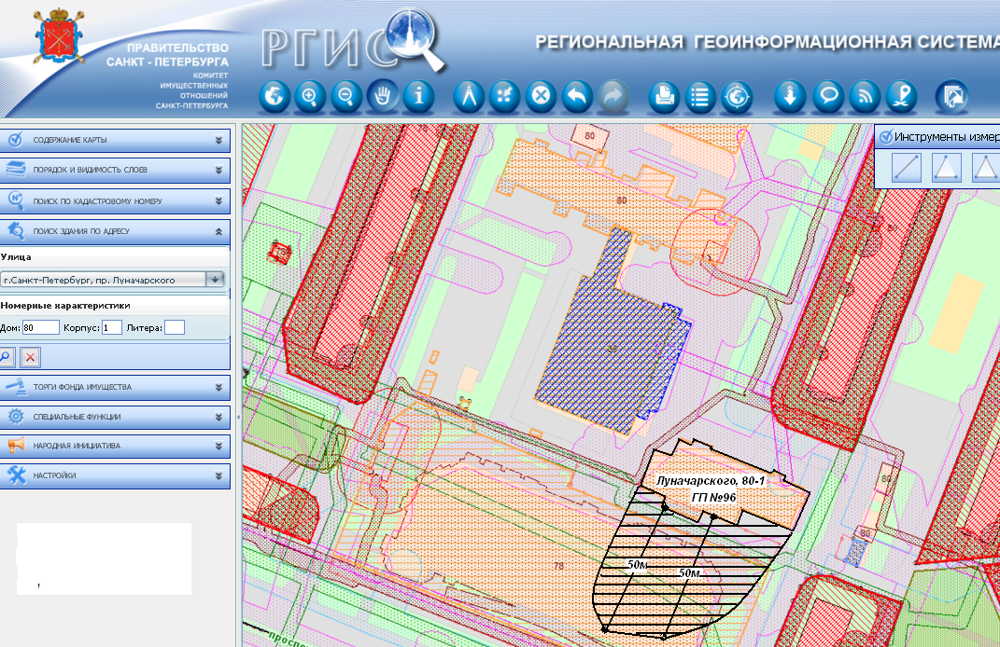 ПРАВИТЕЛЬСТВО
САНКТ - ПЕТЕРБУРГА
КОМИТЕТ
ИМУЩЕСТВЕННЫХ
ОТНОШЕНИЙ
САНКТ-ПЕТЕРБУРГА
РГИС
РЕГИОНАЛЬНАЯ ГЕОИНФОРМАЦИОННАЯ СИСТЕМА
СОДЕРЖАНИЕ КАРТЫ
ПОРЯДОК И ВИДИМОСТЬ СЛОЕВ
ПОИСК ПО КАДАСТРОВОМУ НОМЕРУ
ПОИСК ЗДАНИЯ ПО АДРЕСУ
Улица
г.Санкт-Петербург, пр. Луначарского
Номерные характеристики
Дом: 80 Корпус: 1 Литера:
ТОРГИ ФОНДА ИМУЩЕСТВА
СПЕЦИАЛЬНЫЕ ФУНКЦИИ
НАРОДНАЯ ИНИЦИАТИВА
НАСТРОЙКИ
Инструменты измер
80
80
80
Луначарского, 80-1
ГП №96
80
80
50м
50м
78
просп